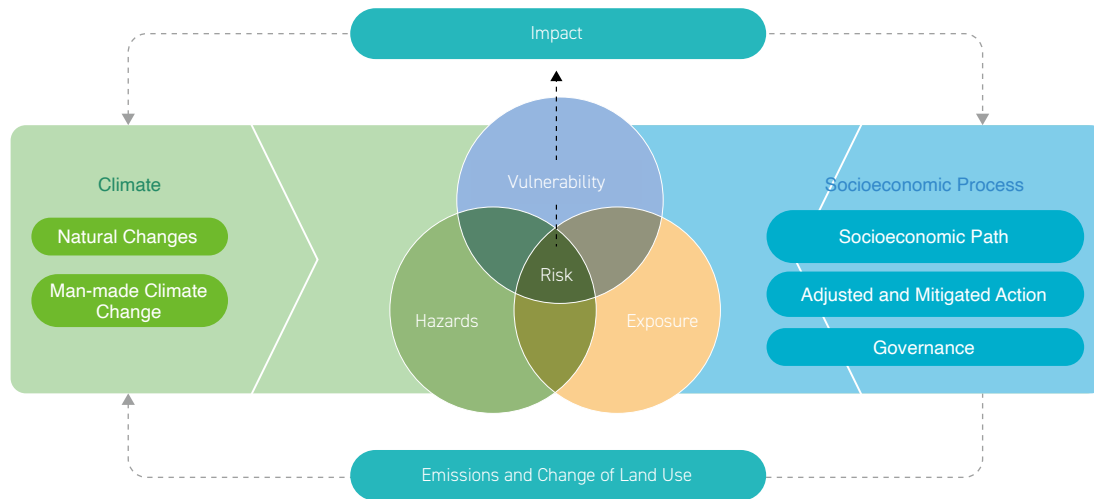 Impact
Climate
Natural Changes
Man-made Climate
Change
Vulnerability
Hazards
Risk
Exposure
Socioeconomic Process
Socioeconomic Path
Adjusted and Mitigated Action
Governance
Emissions and Change of Land Use